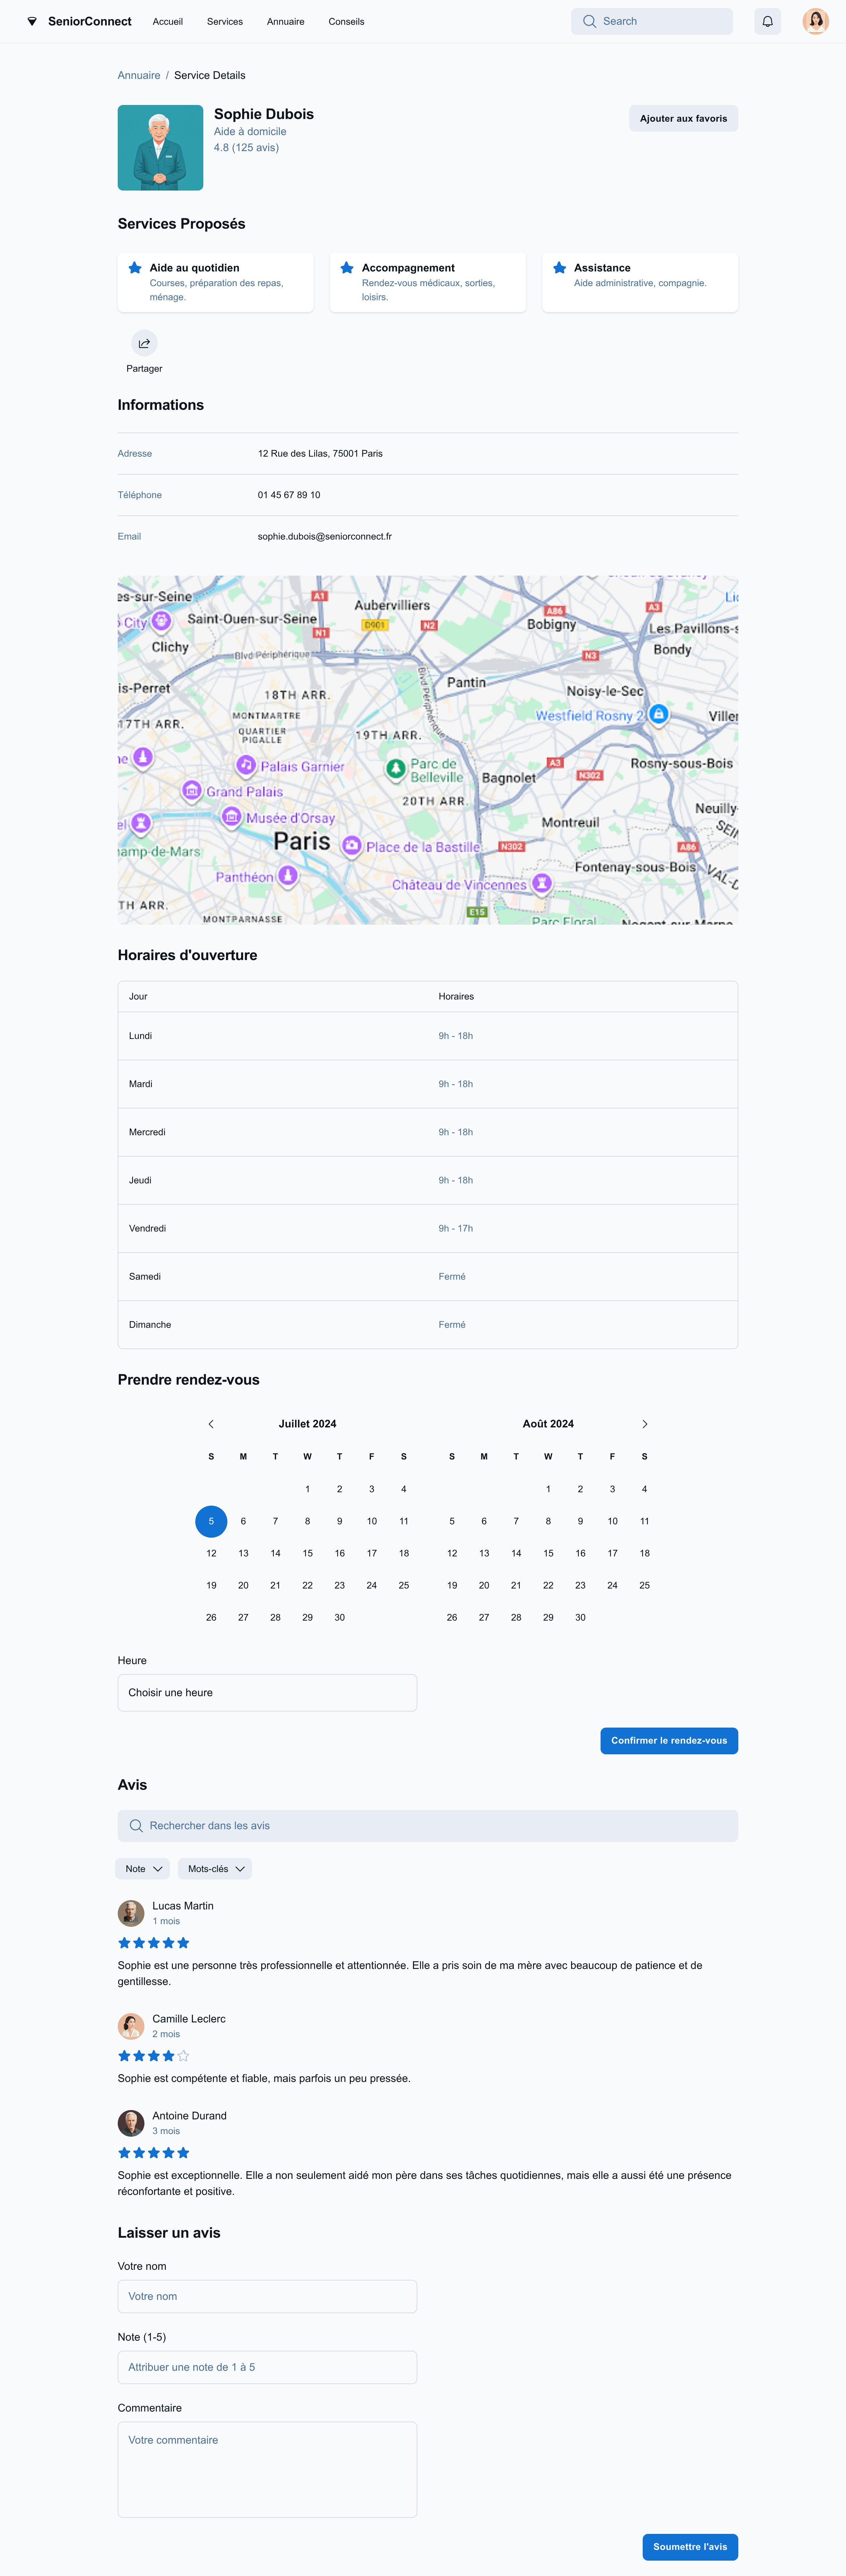 SeniorConnect
Accueil
Services
Annuaire
Conseils
Search
Annuaire / Service Details
Sophie Dubois
Aide à domicile
4.8 (125 avis)
Ajouter aux favoris
Services Proposés
Aide au quotidien
Courses, préparation des repas,
ménage.
Accompagnement
Rendez-vous médicaux, sorties,
loisirs.
Assistance
Aide administrative, compagnie.
Partager
Informations
Adresse
12 Rue des Lilas, 75001 Paris
Téléphone
01 45 67 89 10
Email
sophie.dubois@seniorconnect.fr
es-sur-Seine
A1
Aubervilliers
A86
A3
City
Saint-Ouen-sur-Seine
D901
N2
Bobigny
Les Pavillons-s
N1
Clichy
Blvd Périphérique
N3
Bondy
is-Perret
18TH ARR.
Blvd Périphérique
Pantin
Noisy-le-Sec
17TH ARR.
MONTMARTRE
QUARTIER
PIGALLE
19TH ARR.
Westfield Rosny 2
Viller
Palais Garnier
Parc de
Belleville
Bagnolet
A3
N302
Rosny-sous-Bois
Grand Palais
20TH ARR.
Neuilly-
Musée d'Orsay
Montreuil
Paris
Place de la Bastille
N302
A86
SEIN
hamp-de-Mars
Panthéon
Château de Vincennes
Fontenay-sous-Bois
VAL-D
TH ARR.
MONTPARNASSE
E15
Parc Floral
Nogent-sur-Marne
Horaires d'ouverture
Jour
Horaires
Lundi
9h - 18h
Mardi
9h - 18h
Mercredi
9h - 18h
Jeudi
9h - 18h
Vendredi
9h - 17h
Samedi
Fermé
Dimanche
Fermé
Prendre rendez-vous
Juillet 2024
S M T W T F S
1 2 3 4
5 6 7 8 9 10 11
12 13 14 15 16 17 18
19 20 21 22 23 24 25
26 27 28 29 30
Août 2024
S M T W T F S
1 2 3 4
5 6 7 8 9 10 11
12 13 14 15 16 17 18
19 20 21 22 23 24 25
26 27 28 29 30
Heure
Choisir une heure
Confirmer le rendez-vous
Avis
Rechercher dans les avis
Note
Mots-clés
Lucas Martin
1 mois
Sophie est une personne très professionnelle et attentionnée. Elle a pris soin de ma mère avec beaucoup de patience et de
gentillesse.
Camille Leclerc
2 mois
Sophie est compétente et fiable, mais parfois un peu pressée.
Antoine Durand
3 mois
Sophie est exceptionnelle. Elle a non seulement aidé mon père dans ses tâches quotidiennes, mais elle a aussi été une présence
réconfortante et positive.
Laisser un avis
Votre nom
Votre nom
Note (1-5)
Attribuer une note de 1 à 5
Commentaire
Votre commentaire
Soumettre l'avis